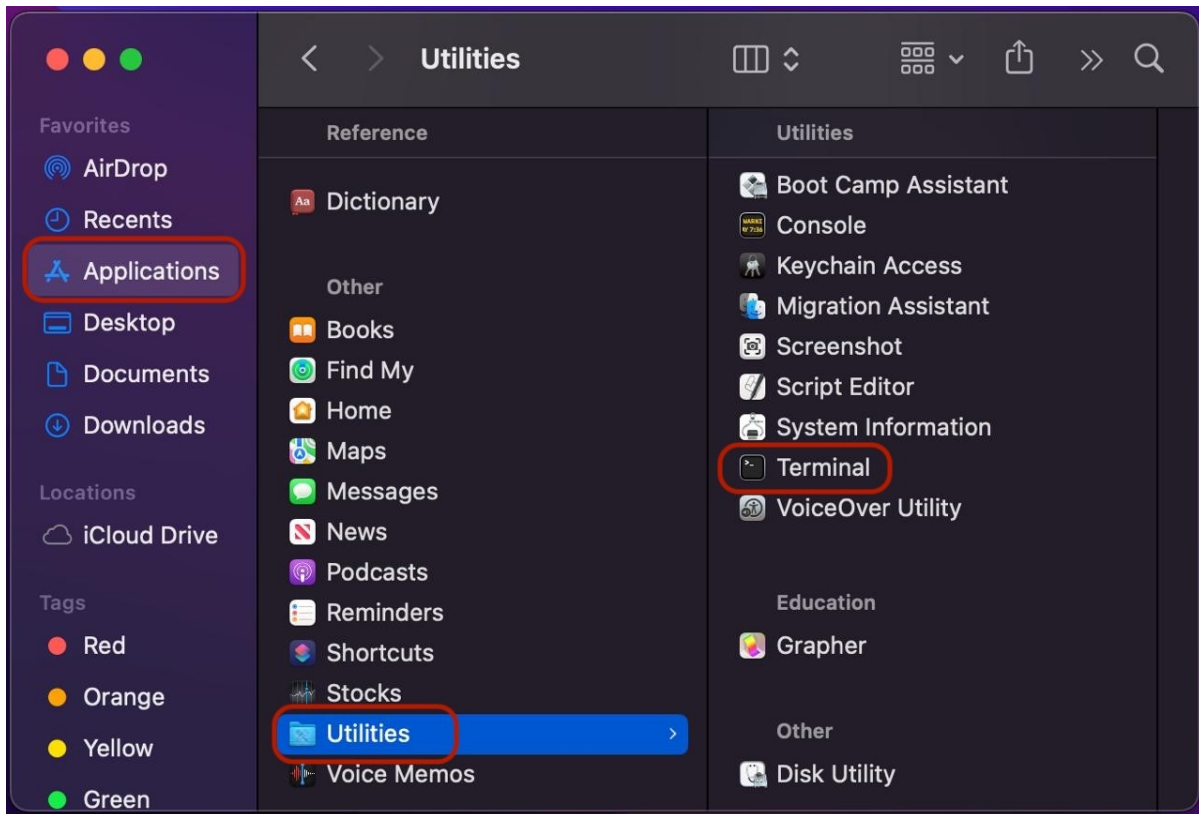 Utilities
Favorites
AirDrop
Recents
Applications
Desktop
Documents
Downloads
Locations
iCloud Drive
Tags
Red
Orange
Yellow
Green
Reference
Aa Dictionary
Other
Books
Find My
Home
Maps
Messages
News
Podcasts
Reminders
Shortcuts
Stocks
Utilities
Voice Memos
Utilities
Boot Camp Assistant
Console
Keychain Access
Migration Assistant
Screenshot
Script Editor
System Information
Terminal
VoiceOver Utility
Education
Grapher
Other
Disk Utility